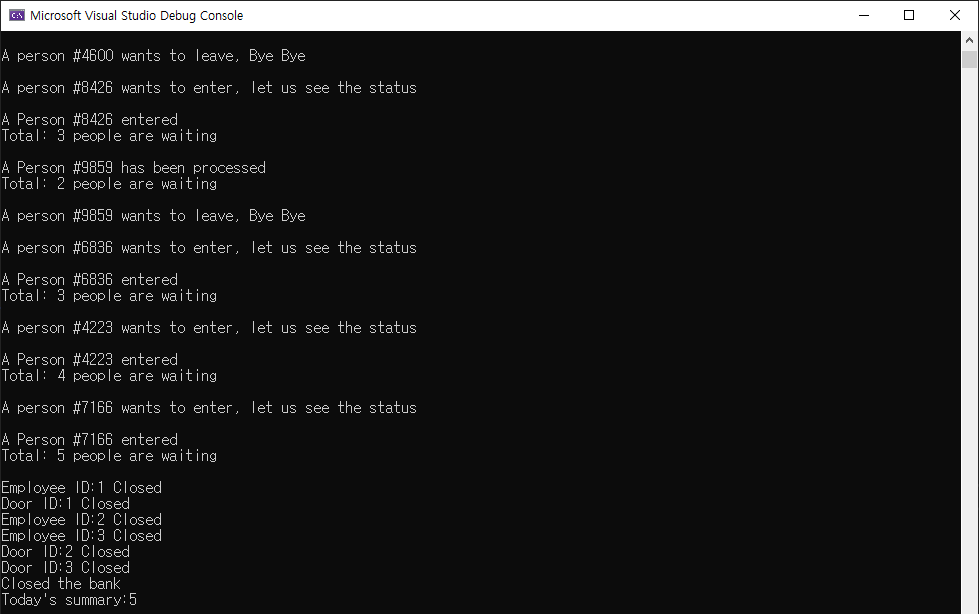 Microsoft Visual Studio Debug Console
A person #4600 wants to leave, Bye Bye
A person #8426 wants to enter, let us see the status
A Person #8426 entered
Total: 3 people are waiting
A Person #9859 has been processed
Total: 2 people are waiting
A person #9859 wants to leave, Bye Bye
A person #6836 wants to enter, let us see the status
A Person #6836 entered
Total: 3 people are waiting
A person #4223 wants to enter, let us see the status
A Person #4223 entered
Total: 4 people are waiting
A person #7166 wants to enter, let us see the status
A Person #7166 entered
Total: 5 people are waiting
Employee ID:1 Closed
Door ID:1 Closed
Employee ID:2 Closed
Employee ID:3 Closed
Door ID:2 Closed
Door ID:3 Closed
Closed the bank
Today's summary:5